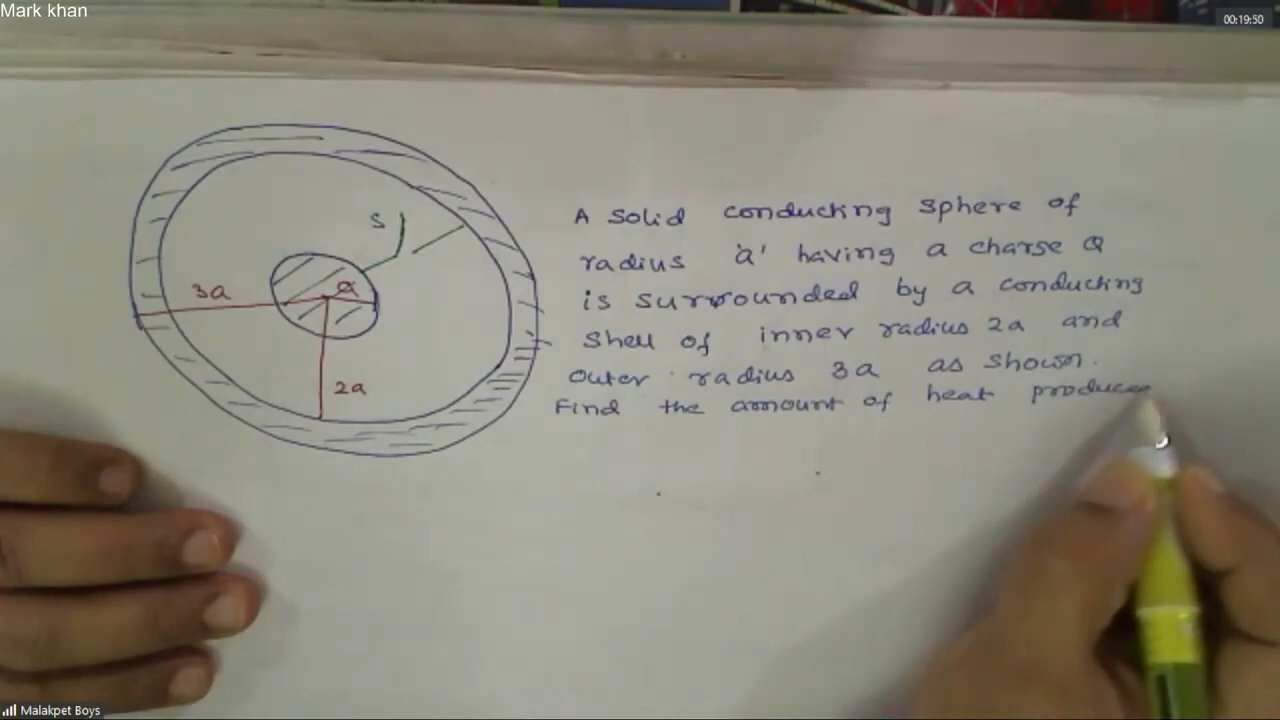 Mark khan
00:19:50
A solid conducting sphere of
radius 'a' having a charge Q
is surrounded by a conducting
shell of inner radius 2a and
outer radius 3a as shown.
Find the amount of heat produced
S
3a
a
2a
Malakpet Boys